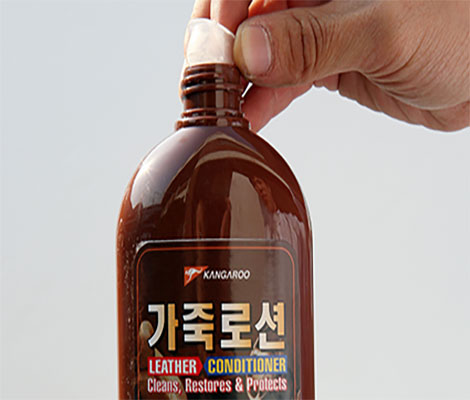 KANGAROO
가죽로션
LEATHER CONDITIONER
Cleans, Restores & Protects